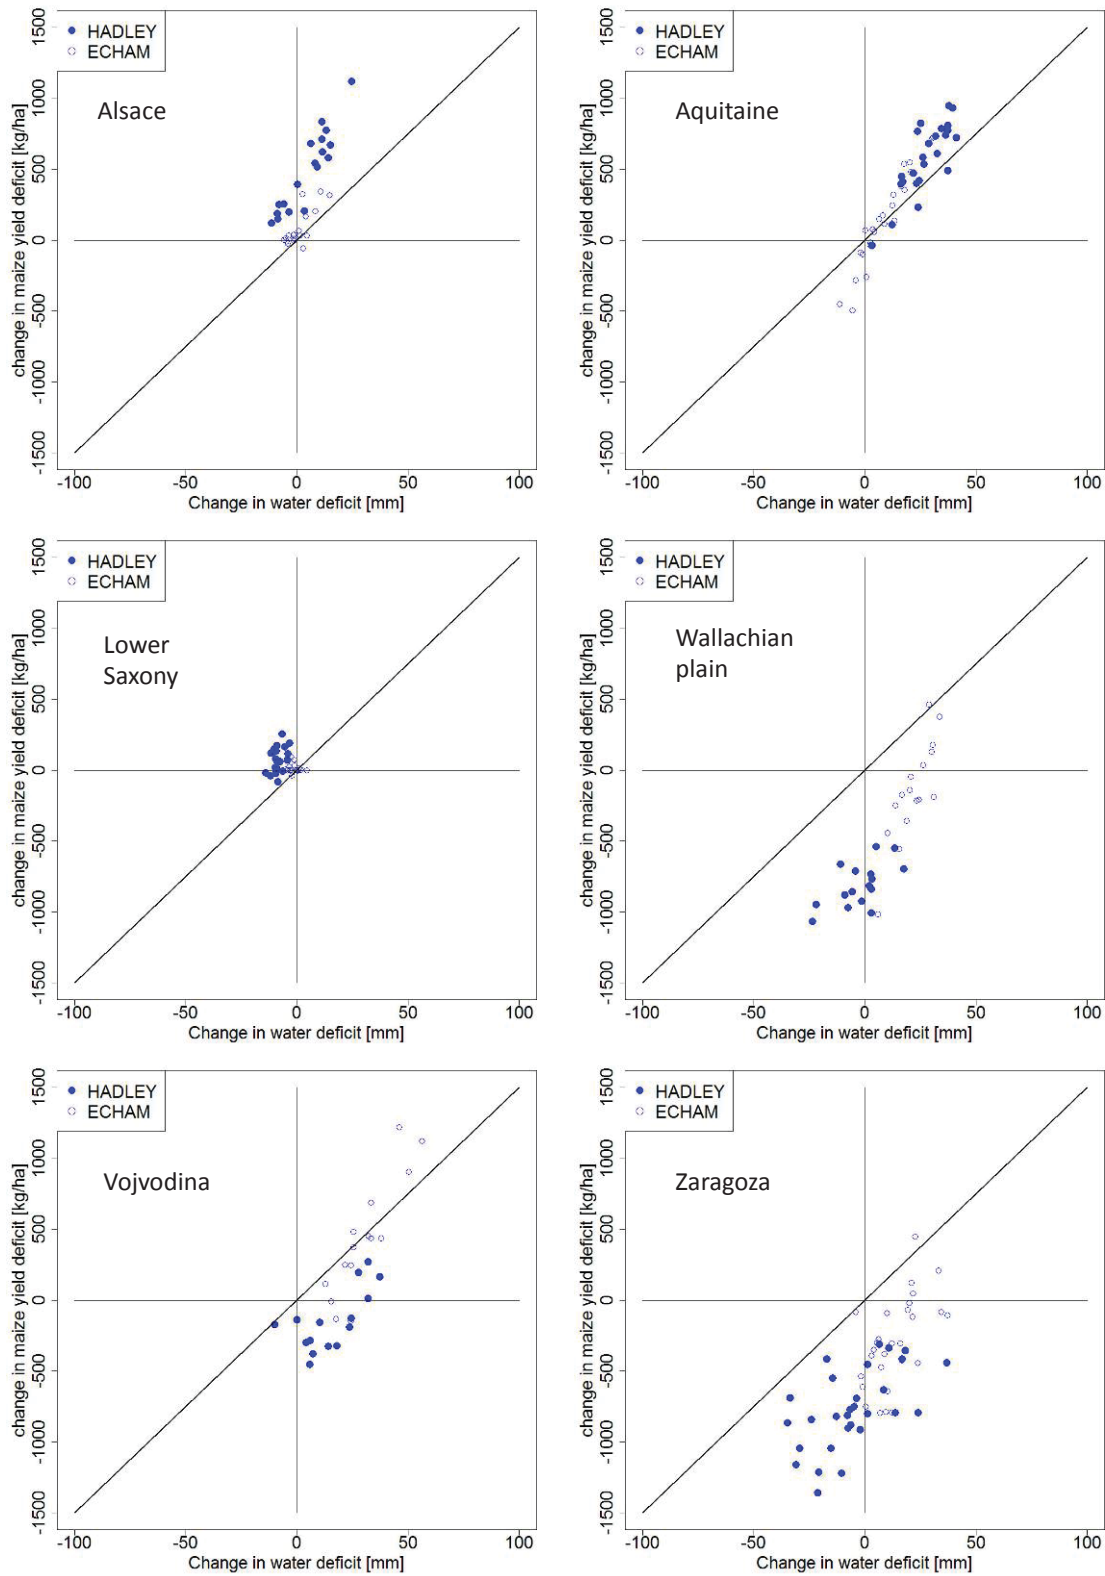 HADLEY
ECHAM
Alsace
change in maize yield deficit [kg/ha]
1500
1000
500
0
-500
-1000
-1500
-100 -50 0 50 100
Change in water deficit [mm]
HADLEY
ECHAM
Aquitaine
change in maize yield deficit [kg/ha]
1500
1000
500
0
-500
-1000
-1500
-100 -50 0 50 100
Change in water deficit [mm]
HADLEY
ECHAM
Lower
Saxony
change in maize yield deficit [kg/ha]
1500
1000
500
0
-500
-1000
-1500
-100 -50 0 50 100
Change in water deficit [mm]
HADLEY
ECHAM
Wallachian
plain
change in maize yield deficit [kg/ha]
1500
1000
500
0
-500
-1000
-1500
-100 -50 0 50 100
Change in water deficit [mm]
HADLEY
ECHAM
Vojvodina
change in maize yield deficit [kg/ha]
1500
1000
500
0
-500
-1000
-1500
-100 -50 0 50 100
Change in water deficit [mm]
HADLEY
ECHAM
Zaragoza
change in maize yield deficit [kg/ha]
1500
1000
500
0
-500
-1000
-1500
-100 -50 0 50 100
Change in water deficit [mm]